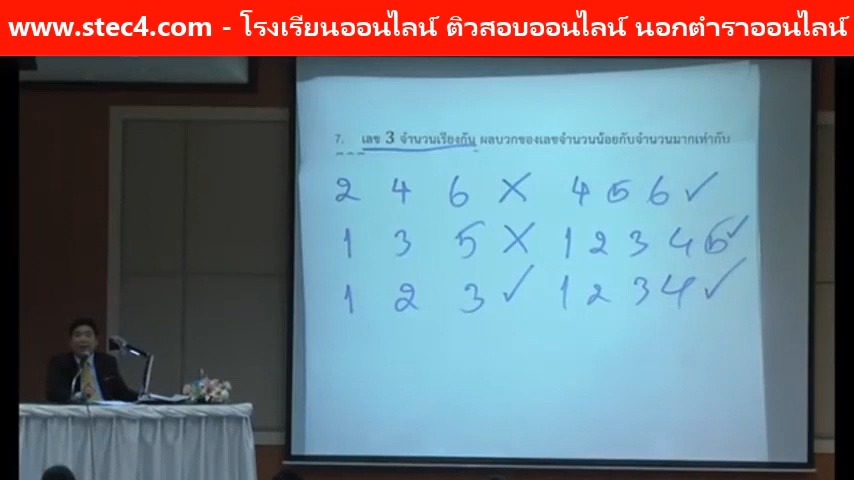 www.stec4.com - โรงเรียนออนไลน์ ติวสอบออนไลน์ นอกตำราออนไลน์
7. เลข 3 จำนวนเรียงกัน ผลบวกของเลขจำนวนน้อยกับจำนวนมากเท่ากับ
2 4 6 X 4 5 6 ✓
1 3 5 X 1 2 3 4 5 ✓
1 2 3 ✓ 1 2 3 4 ✓